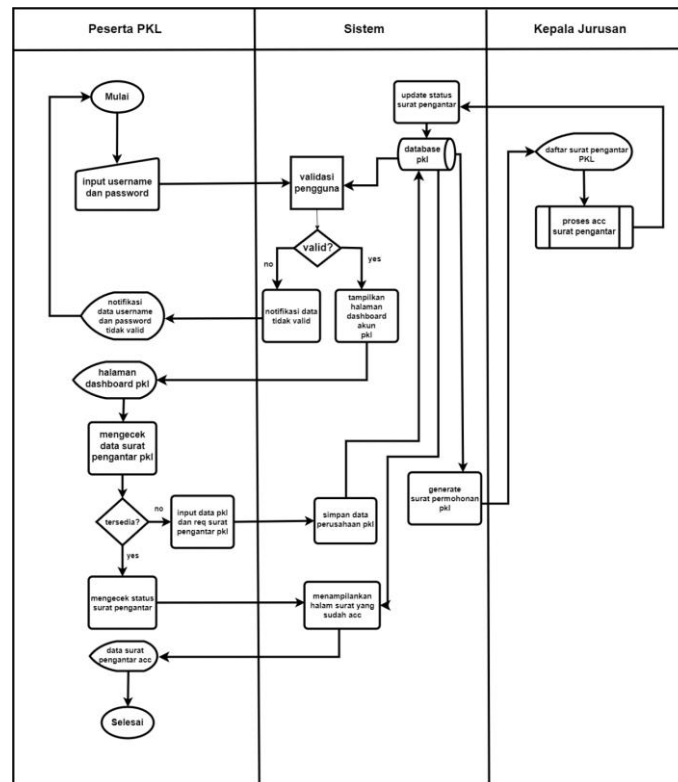 Peserta PKL
Sistem
Kepala Jurusan
Mulai
update status
surat pengantar
database
pkl
daftar surat pengantar
PKL
input username
dan password
validasi
pengguna
proses acc
surat pengantar
valid?
no
yes
notifikasi
data username
dan password
tidak valid
notifikasi data
tidak valid
tampilkan
halaman
dashboard
akun
pkl
halaman
dashboard pkl
mengecek
data surat
pengantar pkl
tersedia?
no
input data pkl
dan req surat
pengantar pkl
simpan data
perusahaan pkl
generate
surat permohonan
pkl
yes
mengecek status
surat pengantar
menampilankan
halam surat yang
sudah acc
data surat
pengantar acc
Selesai